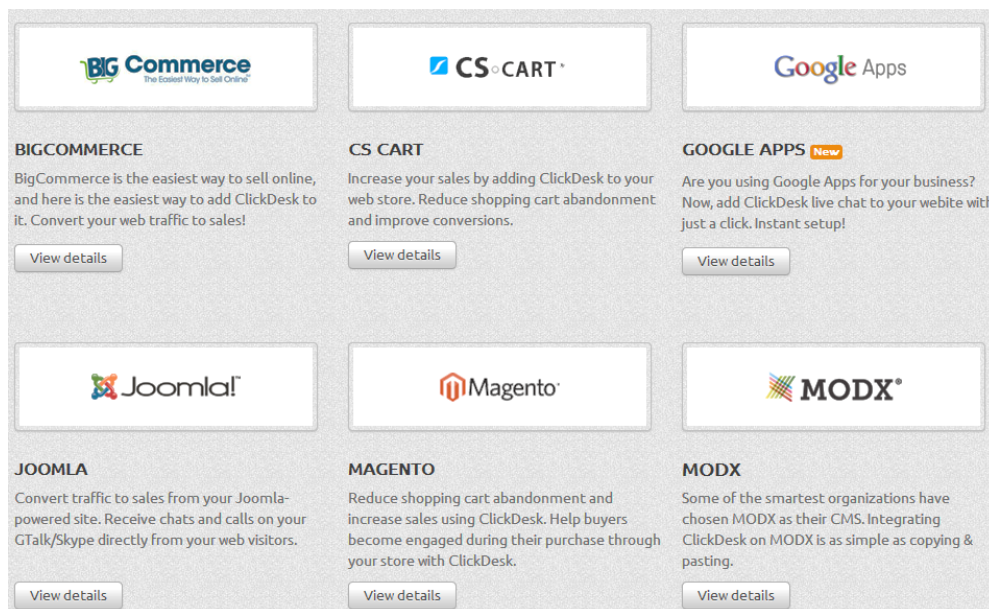 BIG Commerce
The Easiest Way to Sell Online™
CS CART
Google Apps
BIGCOMMERCE
BigCommerce is the easiest way to sell online,
and here is the easiest way to add ClickDesk to
it. Convert your web traffic to sales!
View details
CS CART
Increase your sales by adding ClickDesk to your
web store. Reduce shopping cart abandonment
and improve conversions.
View details
GOOGLE APPS New
Are you using Google Apps for your business?
Now, add ClickDesk live chat to your webite with
just a click. Instant setup!
View details
Joomla!™
Magento
MODX®
JOOMLA
Convert traffic to sales from your Joomla-
powered site. Receive chats and calls on your
GTalk/Skype directly from your web visitors.
View details
MAGENTO
Reduce shopping cart abandonment and
increase sales using ClickDesk. Help buyers
become engaged during their purchase through
your store with ClickDesk.
View details
MODX
Some of the smartest organizations have
chosen MODX as their CMS. Integrating
ClickDesk on MODX is as simple as copying &
pasting.
View details